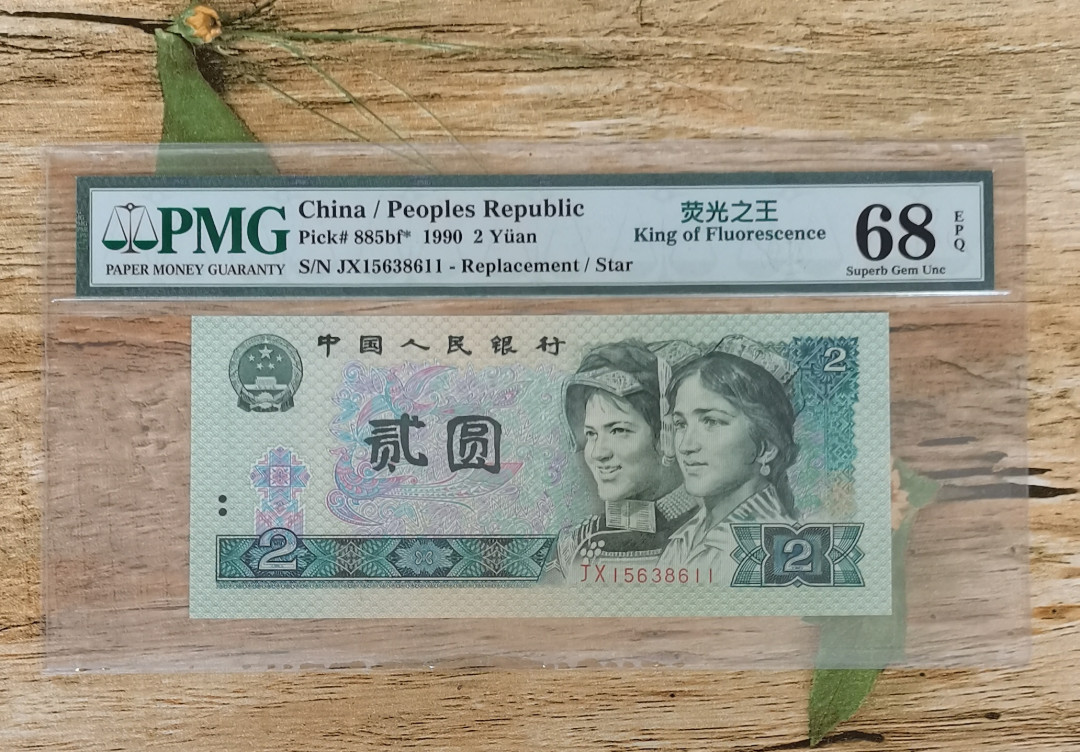 PMG
PAPER MONEY GUARANTY
China / Peoples Republic
Pick# 885bf* 1990 2 Yüan
S/N JX15638611 - Replacement / Star
荧光之王
King of Fluorescence
68
EPQ
Superb Gem Unc
中国人民银行
2
贰圆
2
2
JX15638611